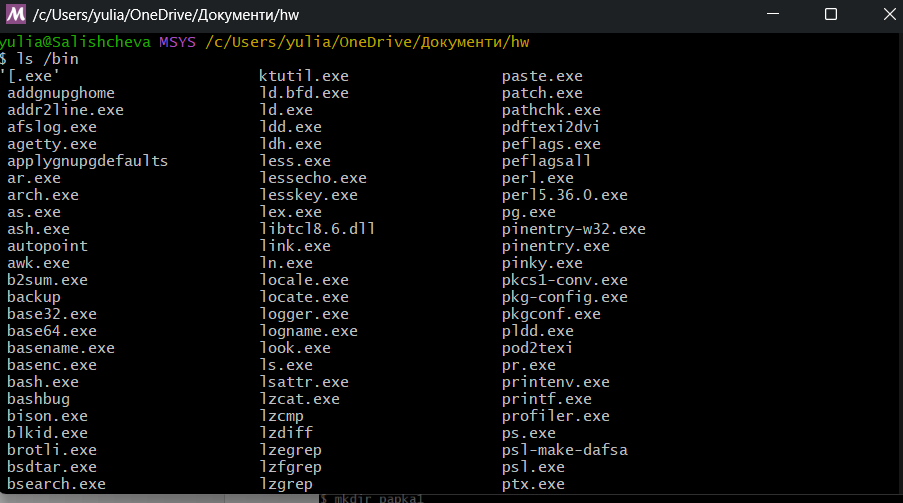 /c/Users/yulia/OneDrive/Документи/hw
yulia@Salishcheva MSYS /c/Users/yulia/OneDrive/Документи/hw
$ ls /bin
'[.exe' ktutil.exe paste.exe
addgnupghome ld.bfd.exe patch.exe
addr2line.exe ld.exe pathchk.exe
afslog.exe ldd.exe pdftexi2dvi
agetty.exe ldh.exe peflags.exe
applygnupgdefaults less.exe peflagsall
ar.exe lessecho.exe perl.exe
arch.exe lesskey.exe perl5.36.0.exe
as.exe lex.exe pg.exe
ash.exe libtcl8.6.dll pinentry-w32.exe
autopoint link.exe pinentry.exe
awk.exe ln.exe pinky.exe
b2sum.exe locale.exe pkcs1-conv.exe
backup locate.exe pkg-config.exe
base32.exe logger.exe pkgconf.exe
base64.exe logname.exe pldd.exe
basename.exe look.exe pod2texi
basenc.exe ls.exe pr.exe
bash.exe lsattr.exe printenv.exe
bashbug lzcat.exe printf.exe
bison.exe lzcmp profiler.exe
blkid.exe lzdiff ps.exe
brotli.exe lzegrep psl-make-dafsa
bsdtar.exe lzfgrep psl.exe
bsearch.exe lzgrep ptx.exe
$ mkdir papka1